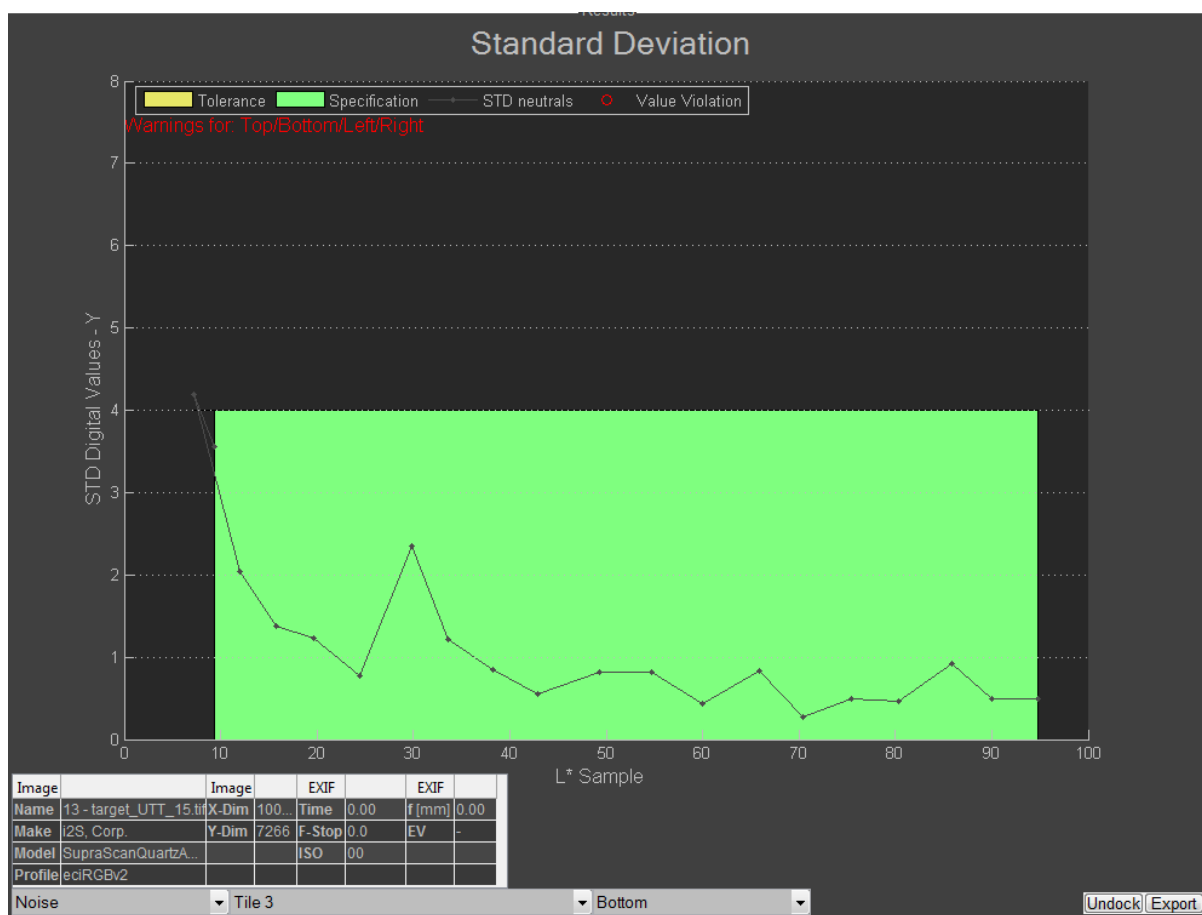 Results
Standard Deviation
8
Tolerance Specification STD neutrals Value Violation
Warnings for: Top/Bottom/Left/Right
7
6
5
4
3
2
1
0
STD Digital Values - Y
0 10 20 30 40 50 60 70 80 90 100
L* Sample
Image Image EXIF EXIF
Name 13 - target_UTT_15.tif X-Dim 100... Time 0.00 f [mm] 0.00
Make i2S, Corp. Y-Dim 7266 F-Stop 0.0 EV -
Model SupraScanQuartzA... ISO 00
Profile eciRGBv2
Noise Tile 3 Bottom Undock Export